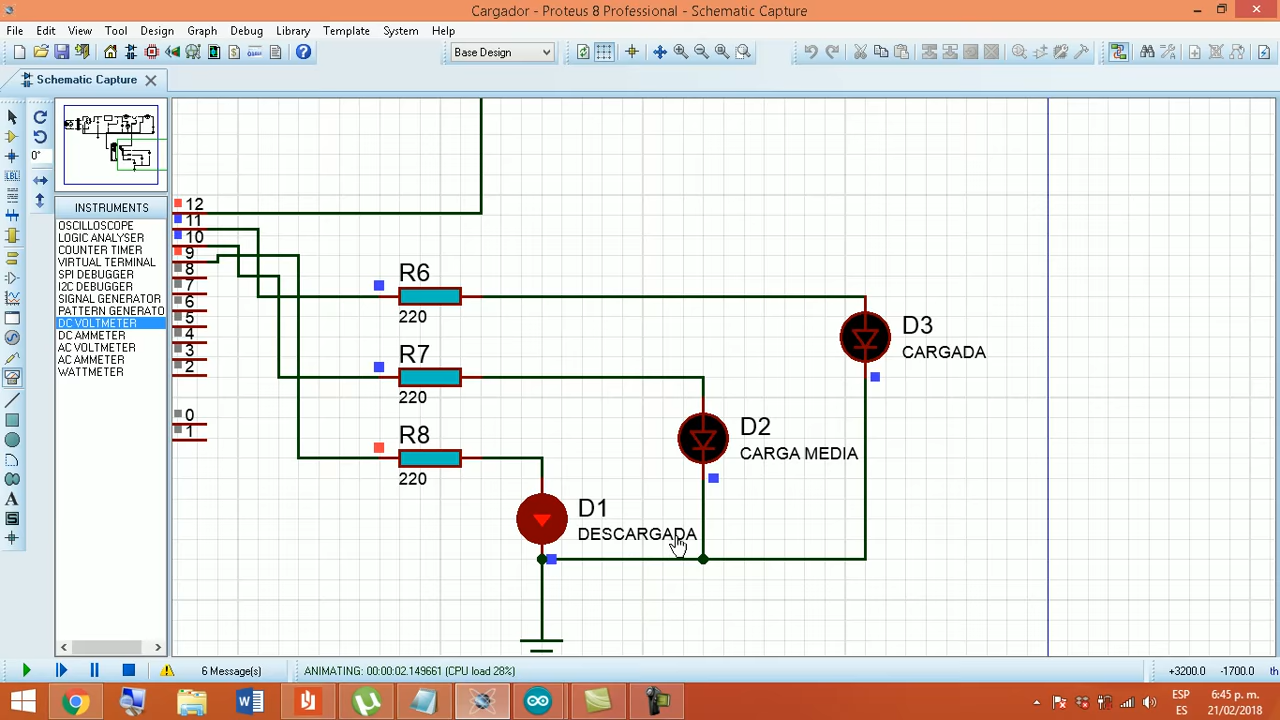 Cargador - Proteus 8 Professional - Schematic Capture
File Edit View Tool Design Graph Debug Library Template System Help
Base Design
Schematic Capture
0°
LBL
INSTRUMENTS
OSCILLOSCOPE
LOGIC ANALYSER
COUNTER TIMER
VIRTUAL TERMINAL
SPI DEBUGGER
I2C DEBUGGER
SIGNAL GENERATOR
PATTERN GENERATO
DC VOLTMETER
DC AMMETER
AC VOLTMETER
AC AMMETER
WATTMETER
12
11
10
9
8
7
6
5
4
3
2
0
1
R6
220
R7
220
R8
220
D3
CARGADA
D2
CARGA MEDIA
D1
DESCARGADA
6 Message(s)
ANIMATING: 00:00:02.149661 (CPU load 28%)
+3200.0 -1700.0 th
ESP
ES
6:45 p. m.
21/02/2018